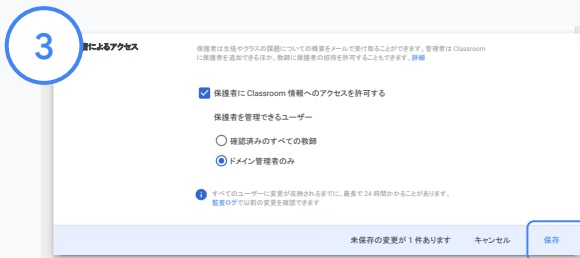 3
によるアクセス
保護者は生徒やクラスの課題についての概要をメールで受け取ることができます。管理者は Classroom
に保護者を追加できるほか、教師に保護者の招待を許可することもできます。詳細
保護者に Classroom 情報へのアクセスを許可する
保護者を管理できるユーザー
確認済みのすべての教師
ドメイン管理者のみ
すべてのユーザーに変更が反映されるまでに、最長で 24 時間かかることがあります。
監査ログで以前の変更を確認できます
未保存の変更が 1 件あります キャンセル 保存